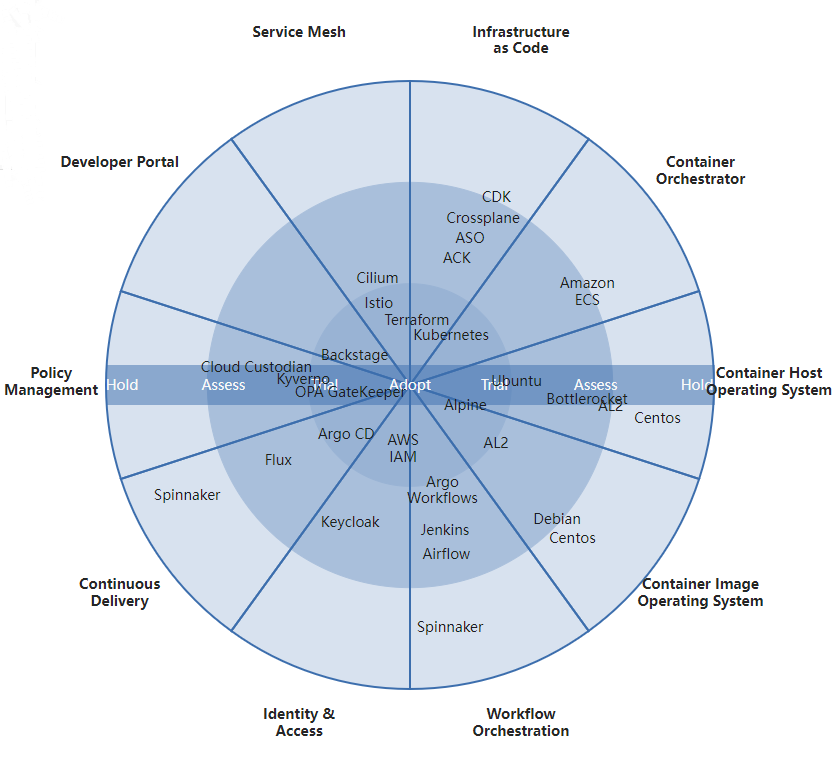 Service Mesh
Infrastructure
as Code
Developer Portal
Container
Orchestrator
CDK
Crossplane
ASO
ACK
Cilium
Amazon
ECS
Istio
Terraform
Kubernetes
Backstage
Cloud Custodian
Policy
Management
Kyverno
Ubuntu
Container Host
Operating System
Hold
Assess
Trial
Adopt
Trial
Assess
Hold
OPA GateKeeper
Bottlerocket
Alpine
AL2
Centos
Argo CD
AWS
IAM
AL2
Flux
Argo
Workflows
Spinnaker
Keycloak
Jenkins
Debian
Centos
Airflow
Continuous
Delivery
Container Image
Operating System
Spinnaker
Identity &
Access
Workflow
Orchestration